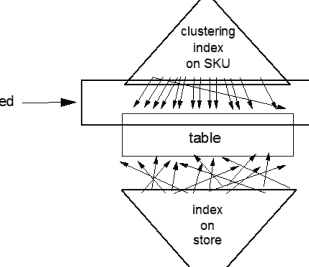 clustering
index
on SKU
ed
table
index
on
store